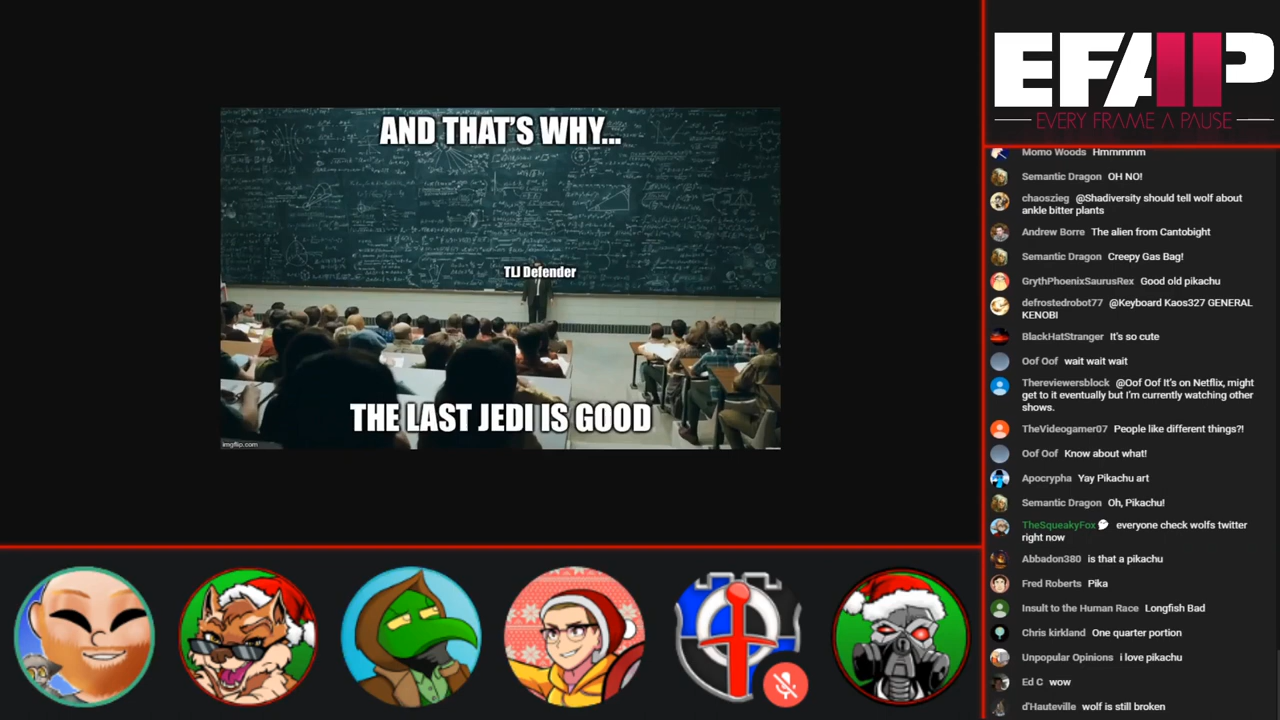 AND THAT'S WHY...
TLJ Defender
THE LAST JEDI IS GOOD
imgflip.com
EFAP
EVERY FRAME A PAUSE
Momo Woods Hmmmmm
Semantic Dragon OH NO!
chaoszieg @Shadiversity should tell wolf about
ankle bitter plants
Andrew Borre The alien from Cantobight
Semantic Dragon Creepy Gas Bag!
GrythPhoenixSaurusRex Good old pikachu
defrostedrobot77 @Keyboard Kaos327 GENERAL
KENOBI
BlackHatStranger It's so cute
Oof Oof wait wait wait
Thereviewersblock @Oof Oof It's on Netflix, might
get to it eventually but I'm currently watching other
shows.
TheVideogamer07 People like different things?!
Oof Oof Know about what!
Apocrypha Yay Pikachu art
Semantic Dragon Oh, Pikachu!
TheSqueakyFox everyone check wolfs twitter
right now
Abbadon380 is that a pikachu
Fred Roberts Pika
Insult to the Human Race Longfish Bad
Chris kirkland One quarter portion
Unpopular Opinions i love pikachu
Ed C wow
d'Hauteville wolf is still broken